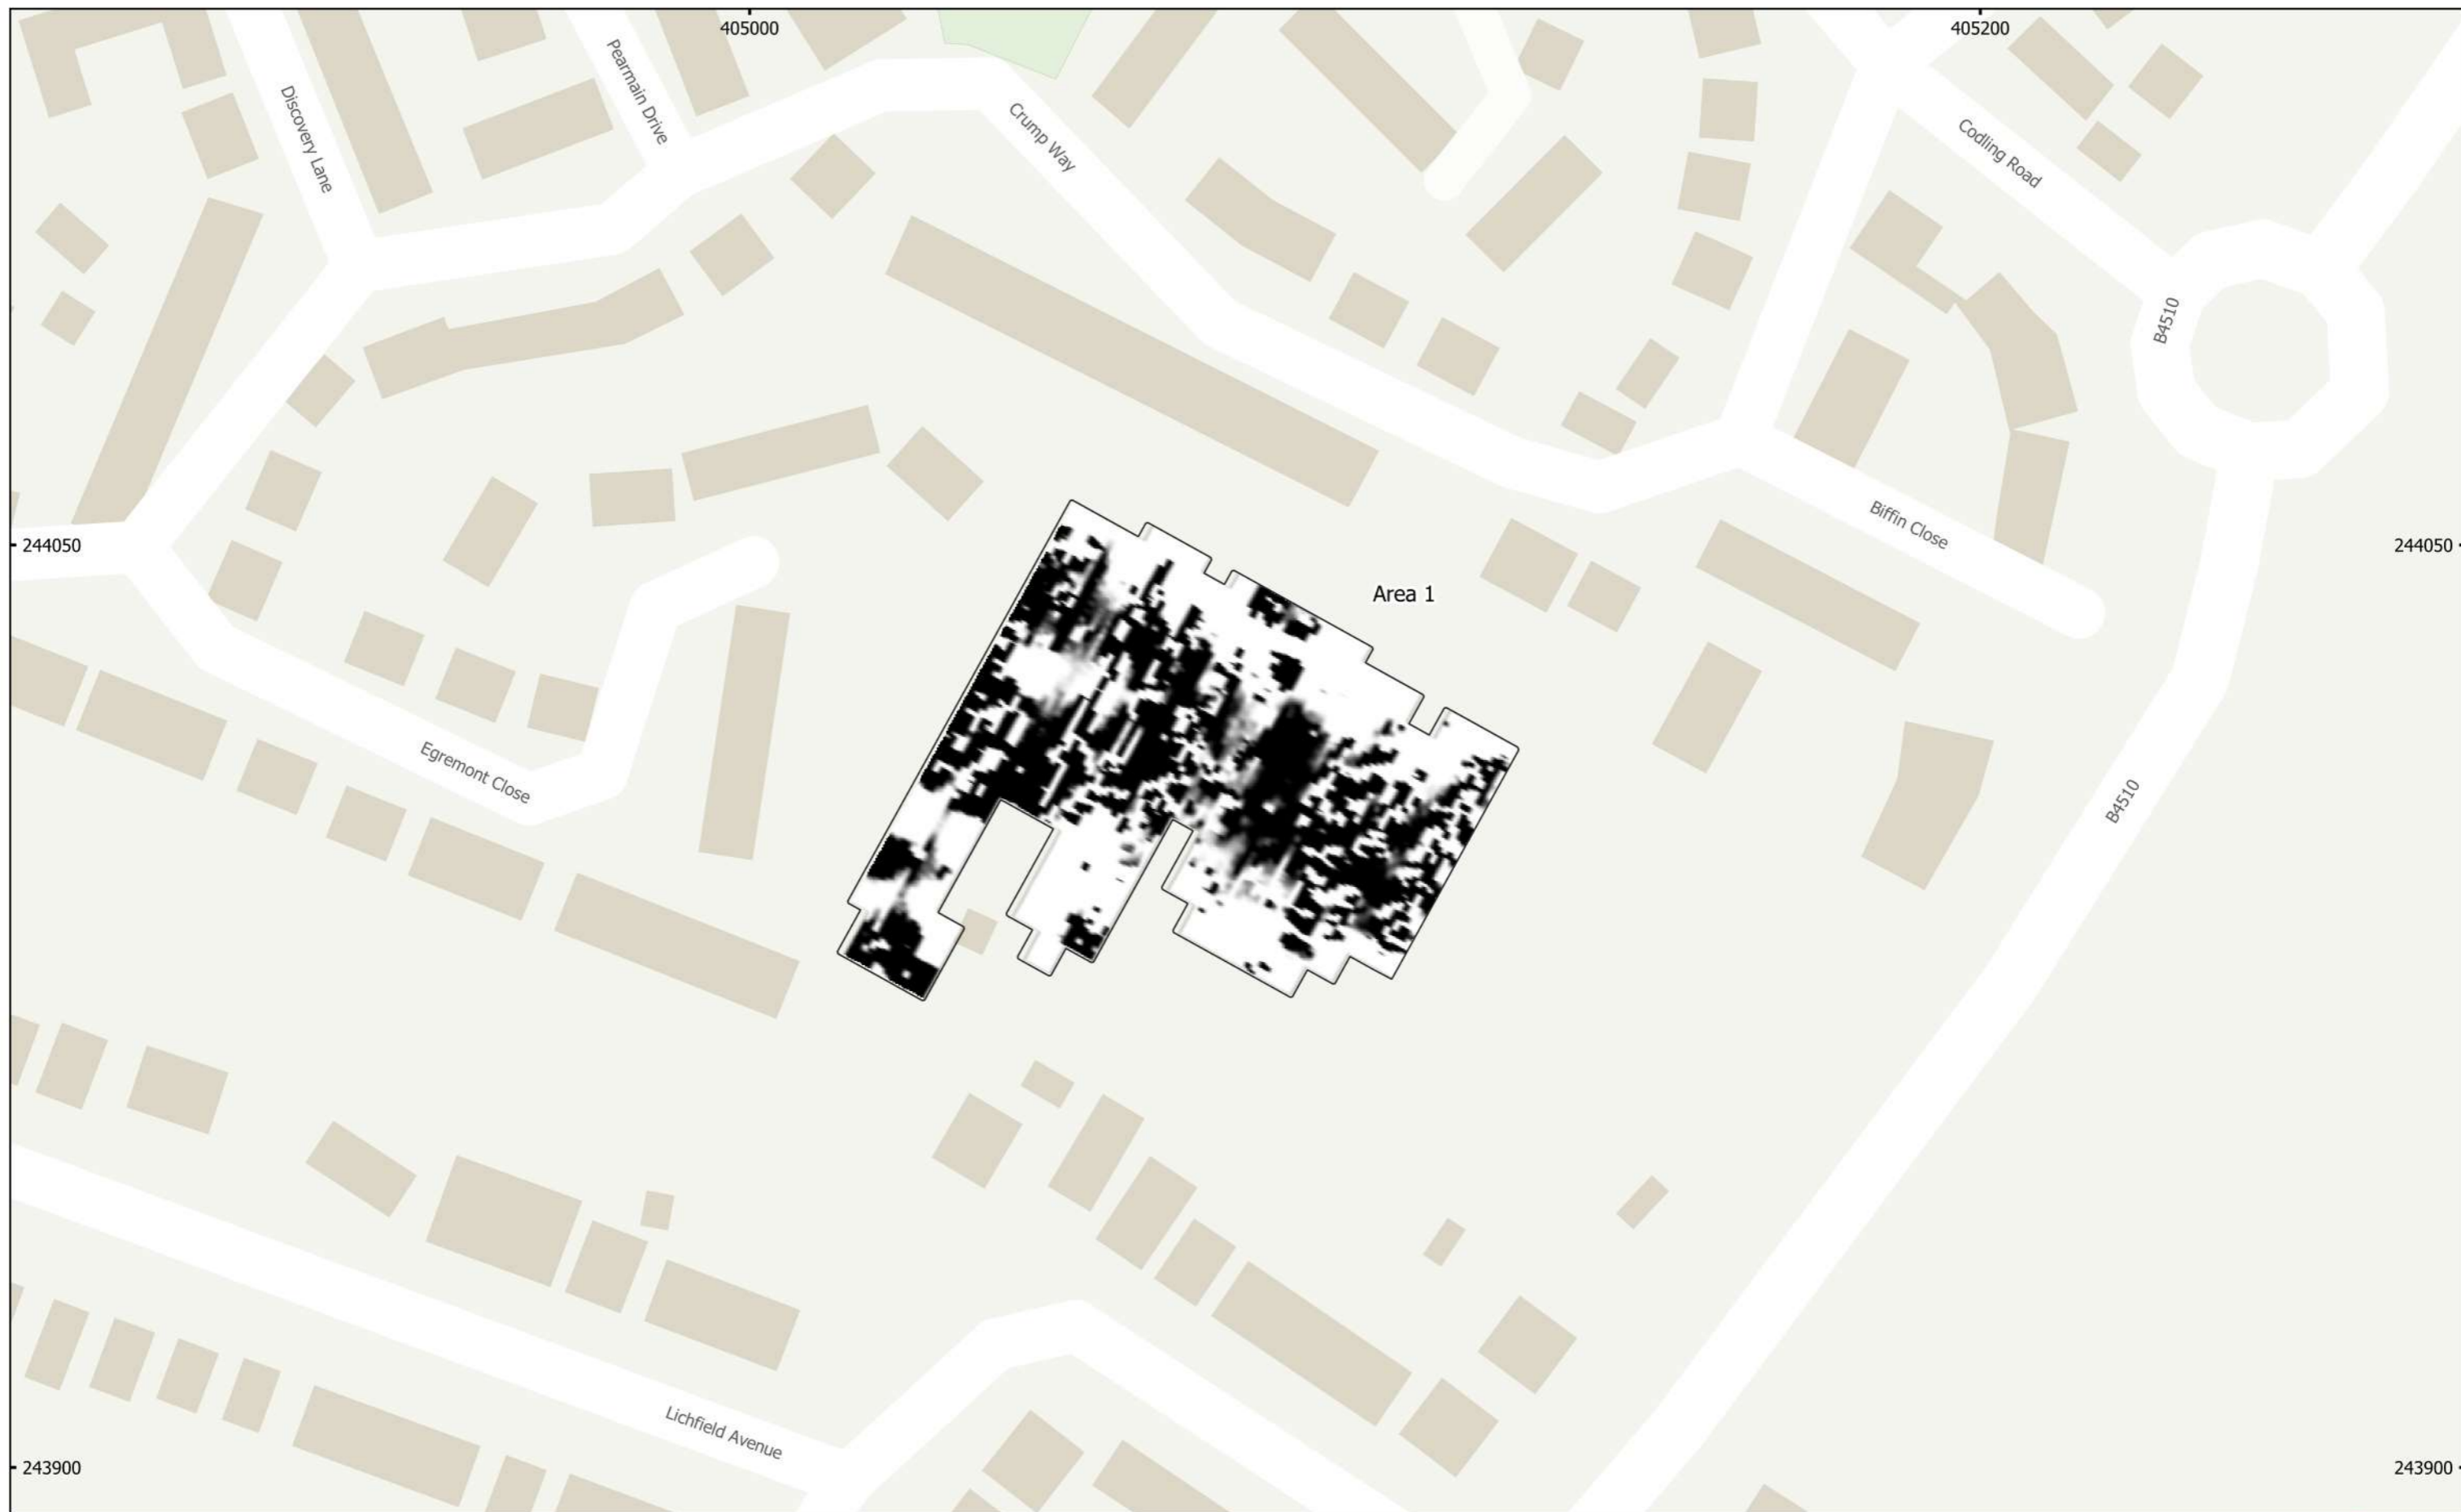 405000
405200
Pearmain Drive
Discovery Lane
Crump Way
Codling Road
B4510
Biffin Close
244050
244050
Area 1
Egremont Close
B4510
Lichfield Avenue
243900
243900